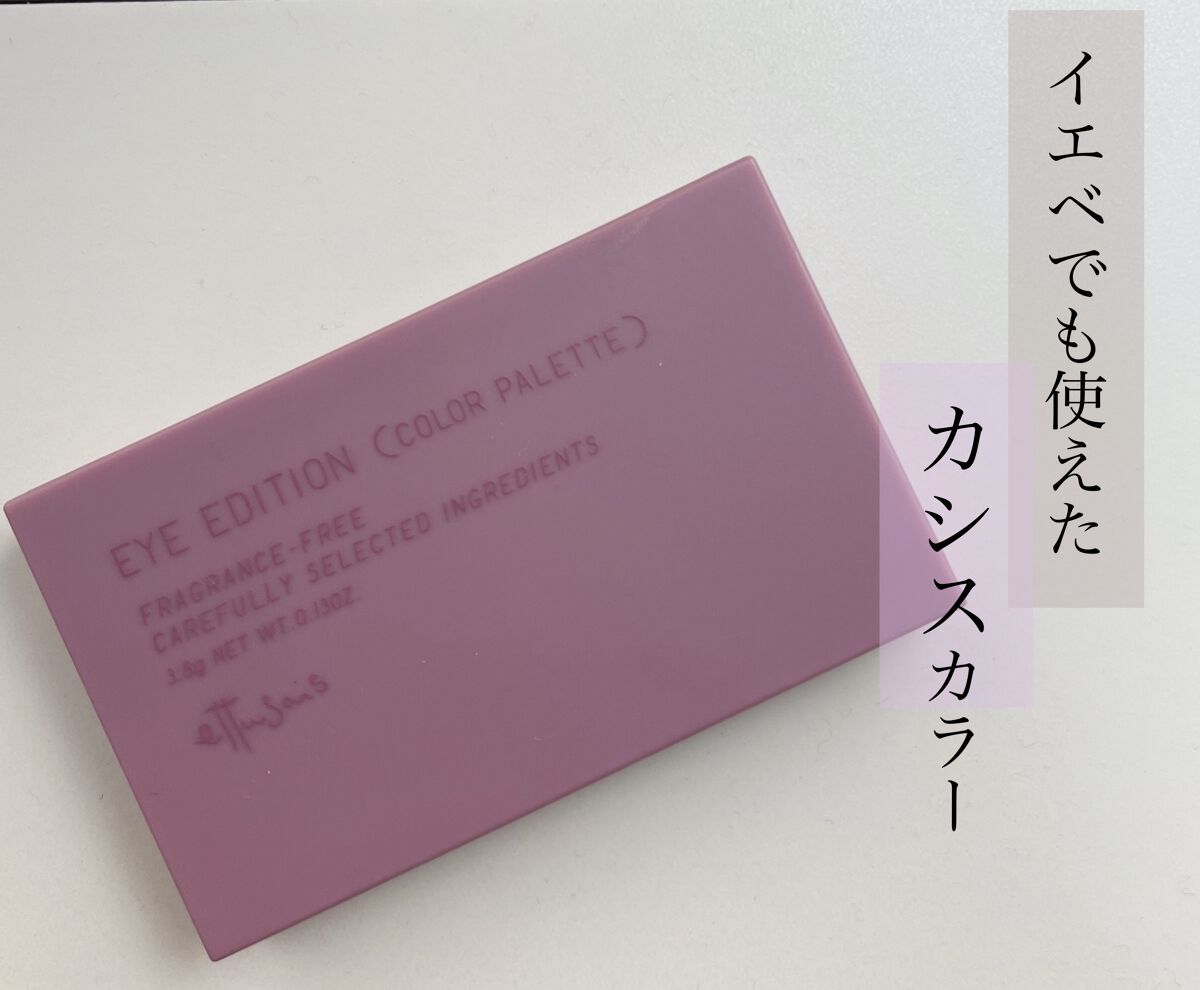 イエベでも使えた
カシスカラー
EYE EDITION (COLOR PALETTE)
FRAGRANCE-FREE
CAREFULLY SELECTED INGREDIENTS
3.8g NET WT. 0.13OZ.
ettusais